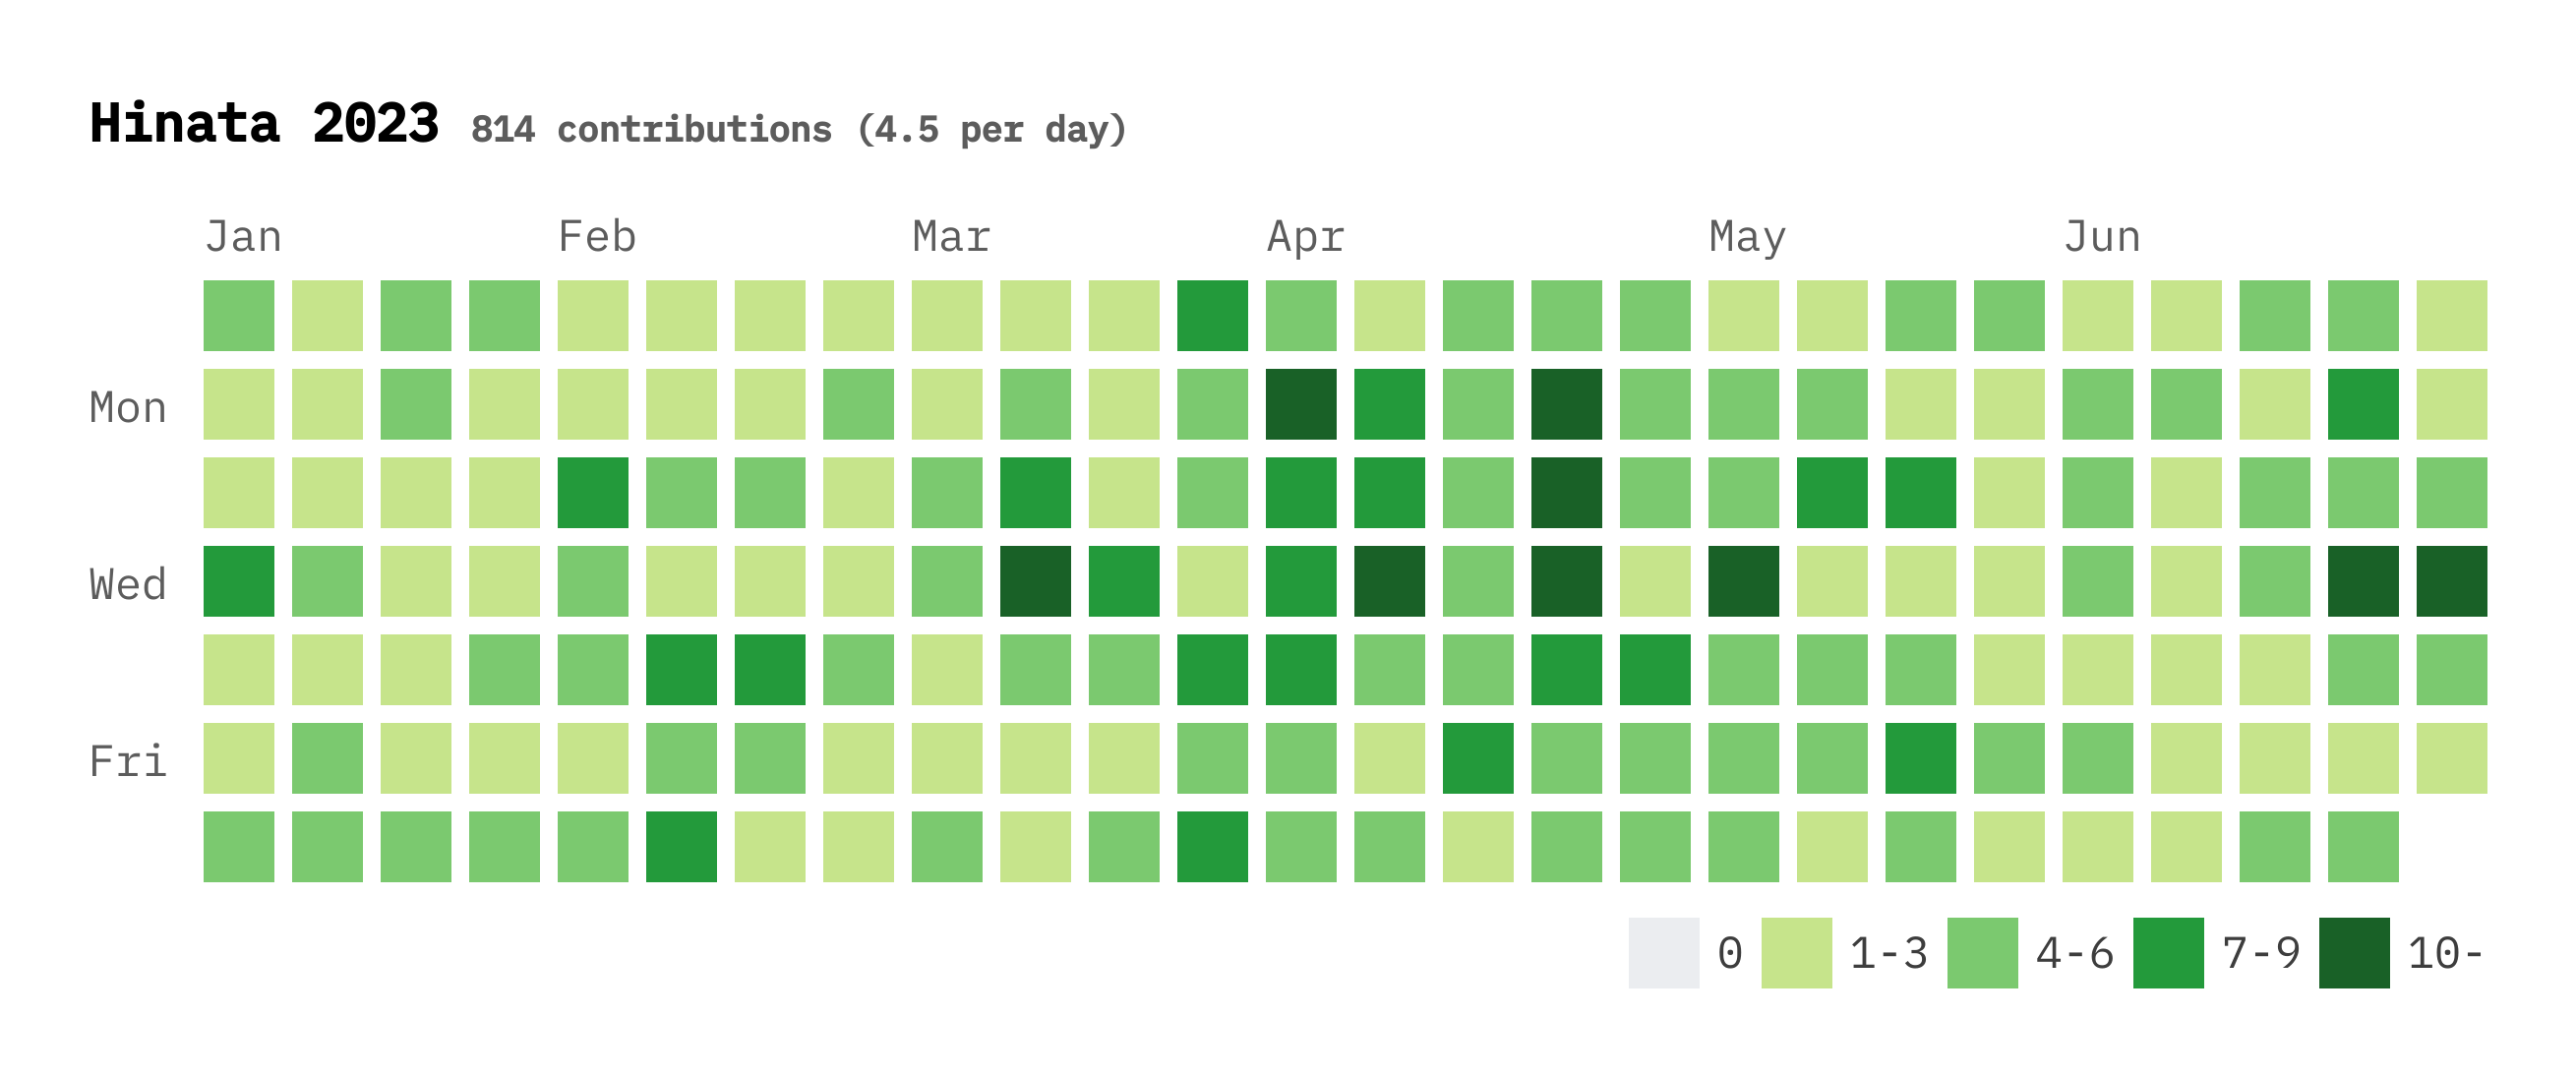 Hinata 2023 814 contributions (4.5 per day)
Jan Feb Mar Apr May Jun
Mon
Wed
Fri
0 1-3 4-6 7-9 10-